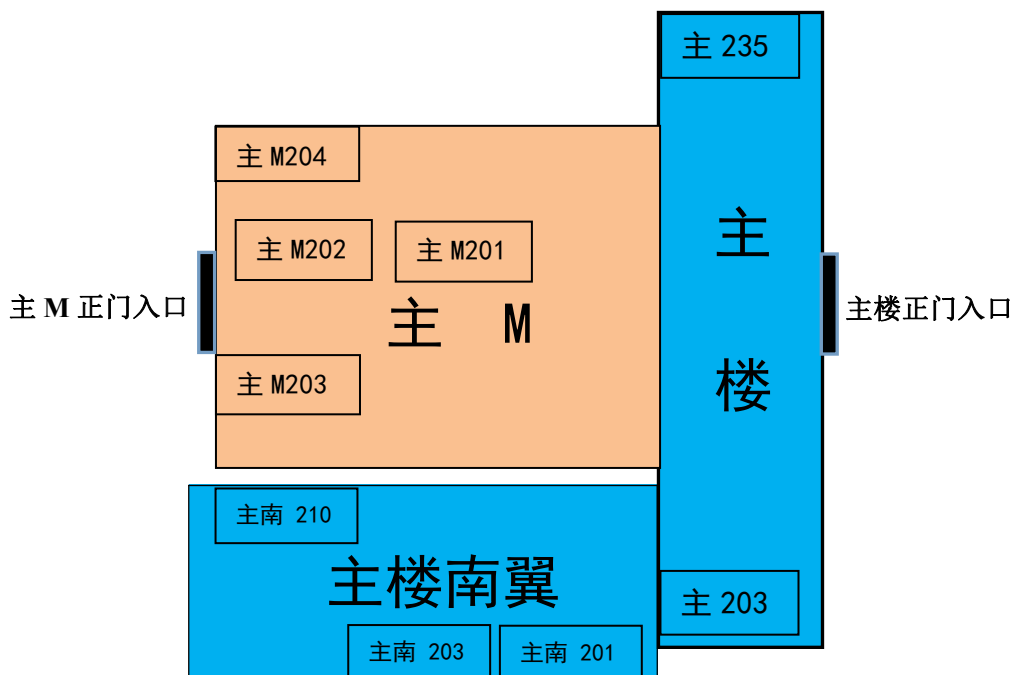 主 235
主 M204
主
主 M202
主 M201
主 M 正门入口
主 M
主楼正门入口
楼
主 M203
主南 210
主楼南翼
主 203
主南 203
主南 201